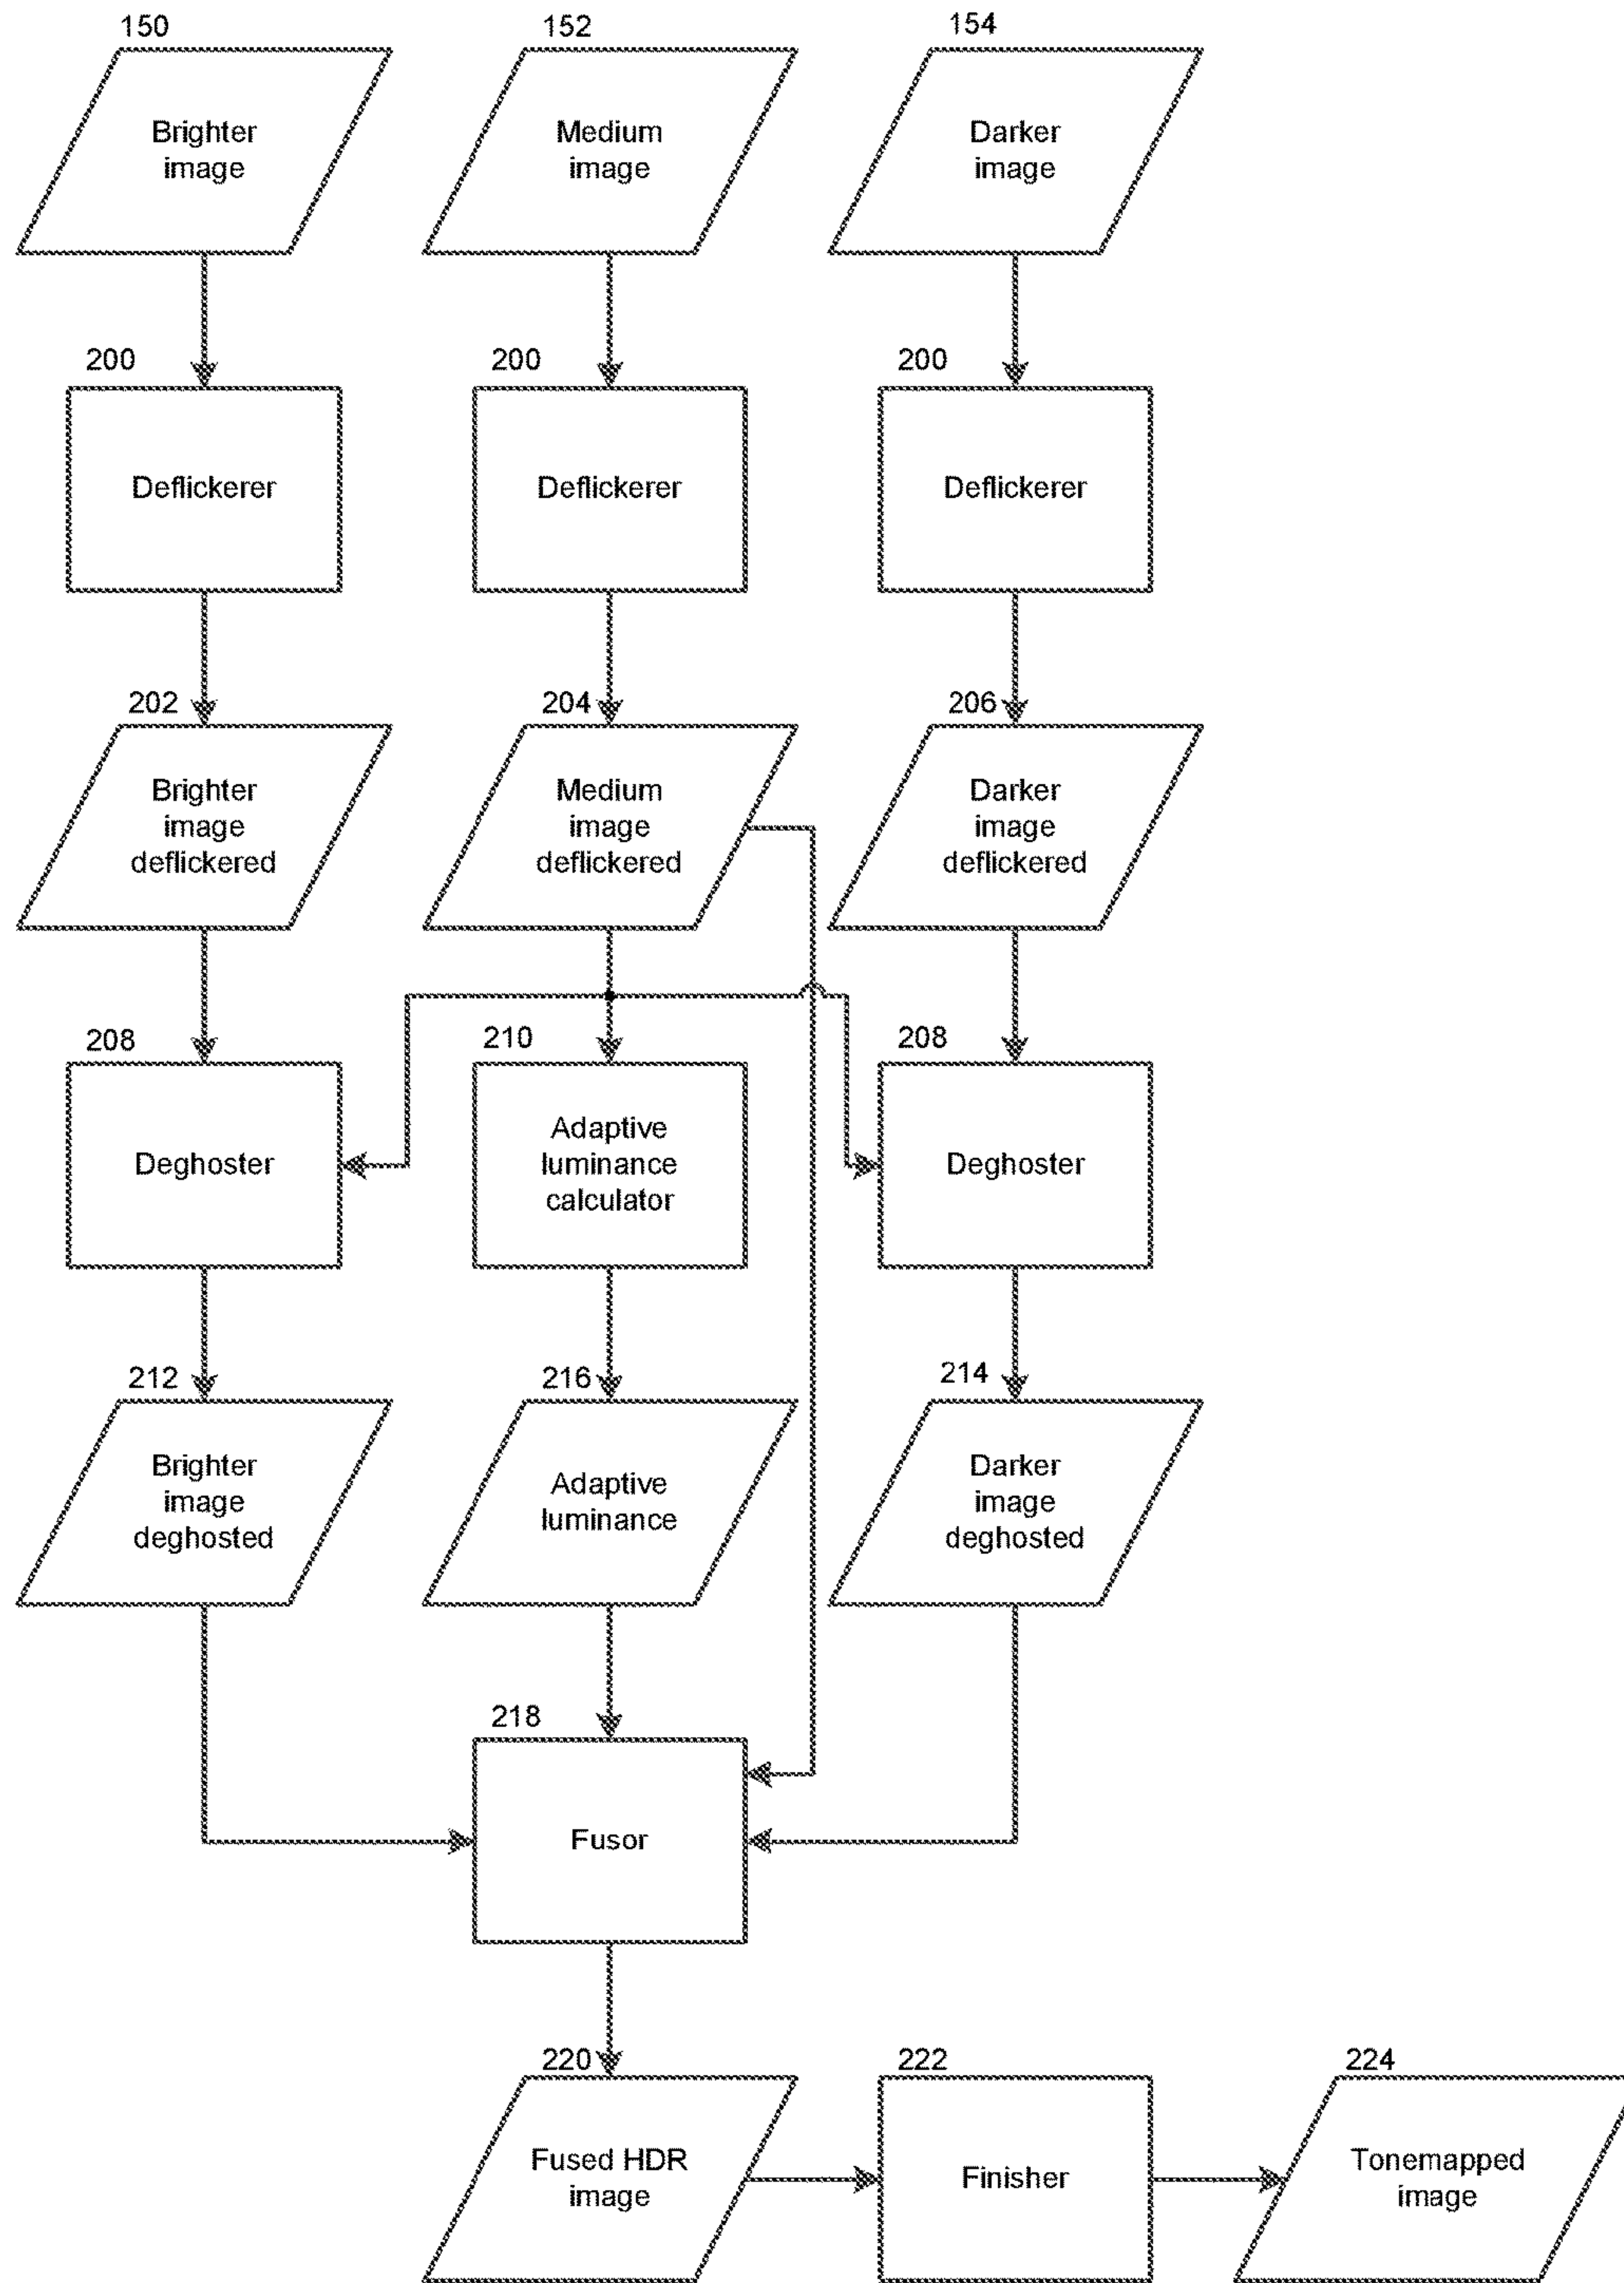 150
152
154
Brighter
image
Medium
image
Darker
image
200
200
200
Deflickerer
Deflickerer
Deflickerer
202
204
206
Brighter
image
deflickered
Medium
image
deflickered
Darker
image
deflickered
208
210
208
Deghoster
Adaptive
luminance
calculator
Deghoster
212
216
214
Brighter
image
deghosted
Adaptive
luminance
Darker
image
deghosted
218
Fusor
220
222
224
Fused HDR
image
Finisher
Tonemapped
image